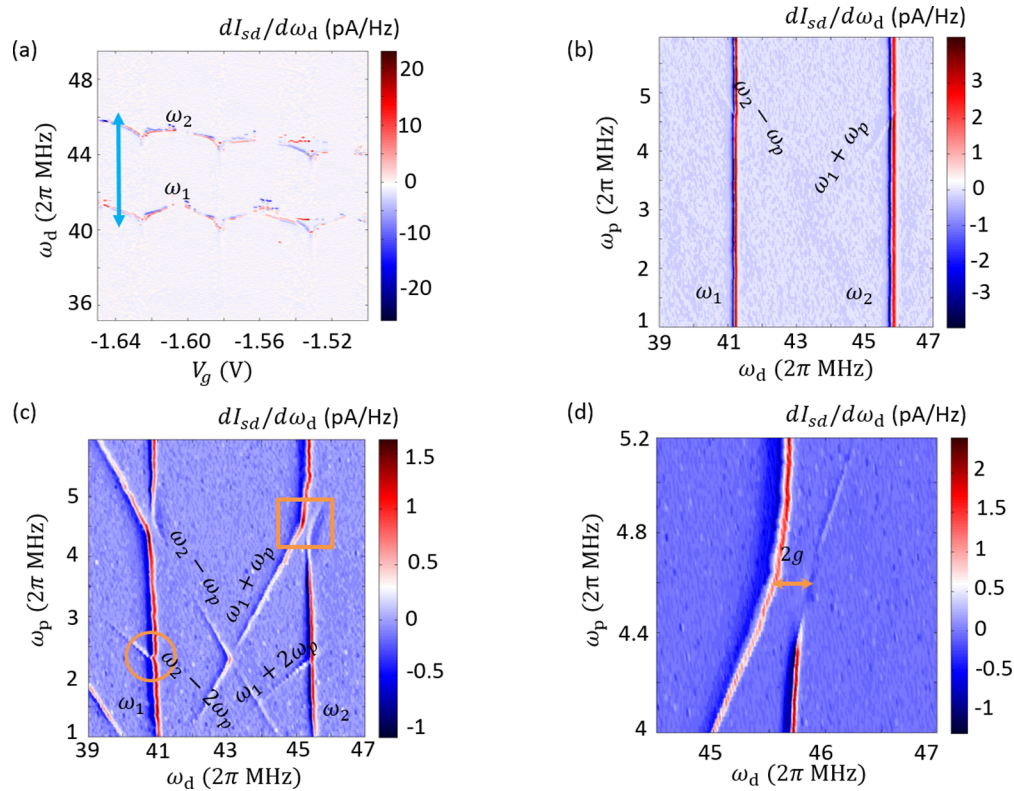 (a)
dI_sd/dω_d (pA/Hz)
48
44
40
36
ω_d (2π MHz)
ω_2
ω_1
-1.64
-1.60
-1.56
-1.52
V_g (V)
20
10
0
-10
-20
(b)
dI_sd/dω_d (pA/Hz)
5
4
3
2
1
ω_p (2π MHz)
ω_2 − ω_p
ω_1 + ω_p
ω_1
ω_2
39
41
43
45
47
ω_d (2π MHz)
3
2
1
0
-1
-2
-3
(c)
dI_sd/dω_d (pA/Hz)
5
4
3
2
1
ω_p (2π MHz)
ω_2 − ω_p
ω_1 + ω_p
ω_2 − 2ω_p
ω_1 + 2ω_p
ω_1
ω_2
39
41
43
45
47
ω_d (2π MHz)
1.5
1
0.5
0
-0.5
-1
(d)
dI_sd/dω_d (pA/Hz)
5.2
4.8
4.4
4
ω_p (2π MHz)
2g
45
46
47
ω_d (2π MHz)
2
1.5
1
0.5
0
-0.5
-1